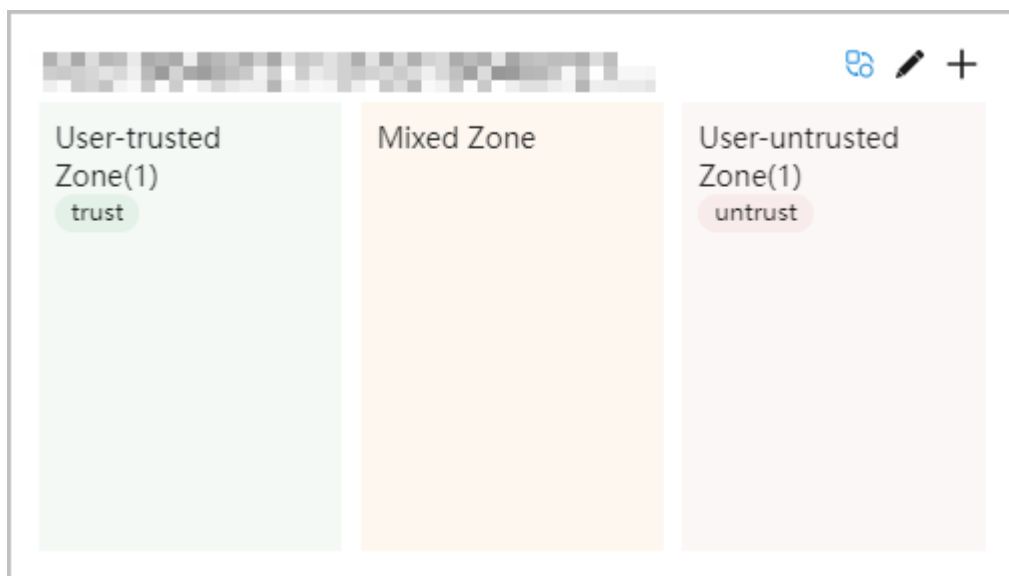 User-trusted
Zone(1)
trust
Mixed Zone
User-untrusted
Zone(1)
untrust